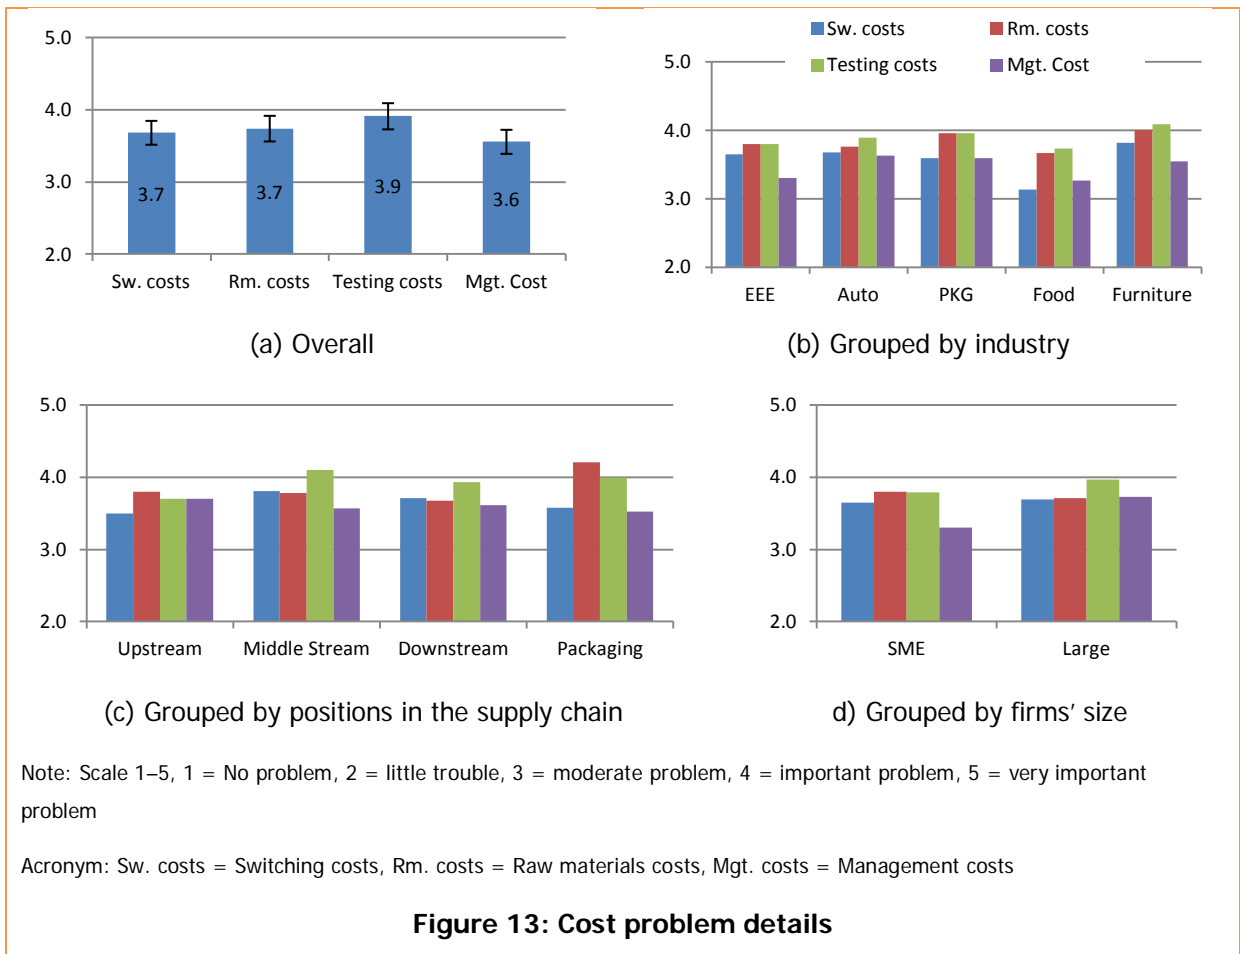 5.0
4.0
3.0
2.0
3.7
3.7
3.9
3.6
Sw. costs
Rm. costs
Testing costs
Mgt. Cost
(a) Overall
Sw. costs
Rm. costs
Testing costs
Mgt. Cost
5.0
4.0
3.0
2.0
EEE
Auto
PKG
Food
Furniture
(b) Grouped by industry
5.0
4.0
3.0
2.0
Upstream
Middle Stream
Downstream
Packaging
(c) Grouped by positions in the supply chain
5.0
4.0
3.0
2.0
SME
Large
d) Grouped by firms’ size
Note: Scale 1–5, 1 = No problem, 2 = little trouble, 3 = moderate problem, 4 = important problem, 5 = very important
problem
Acronym: Sw. costs = Switching costs, Rm. costs = Raw materials costs, Mgt. costs = Management costs
Figure 13: Cost problem details